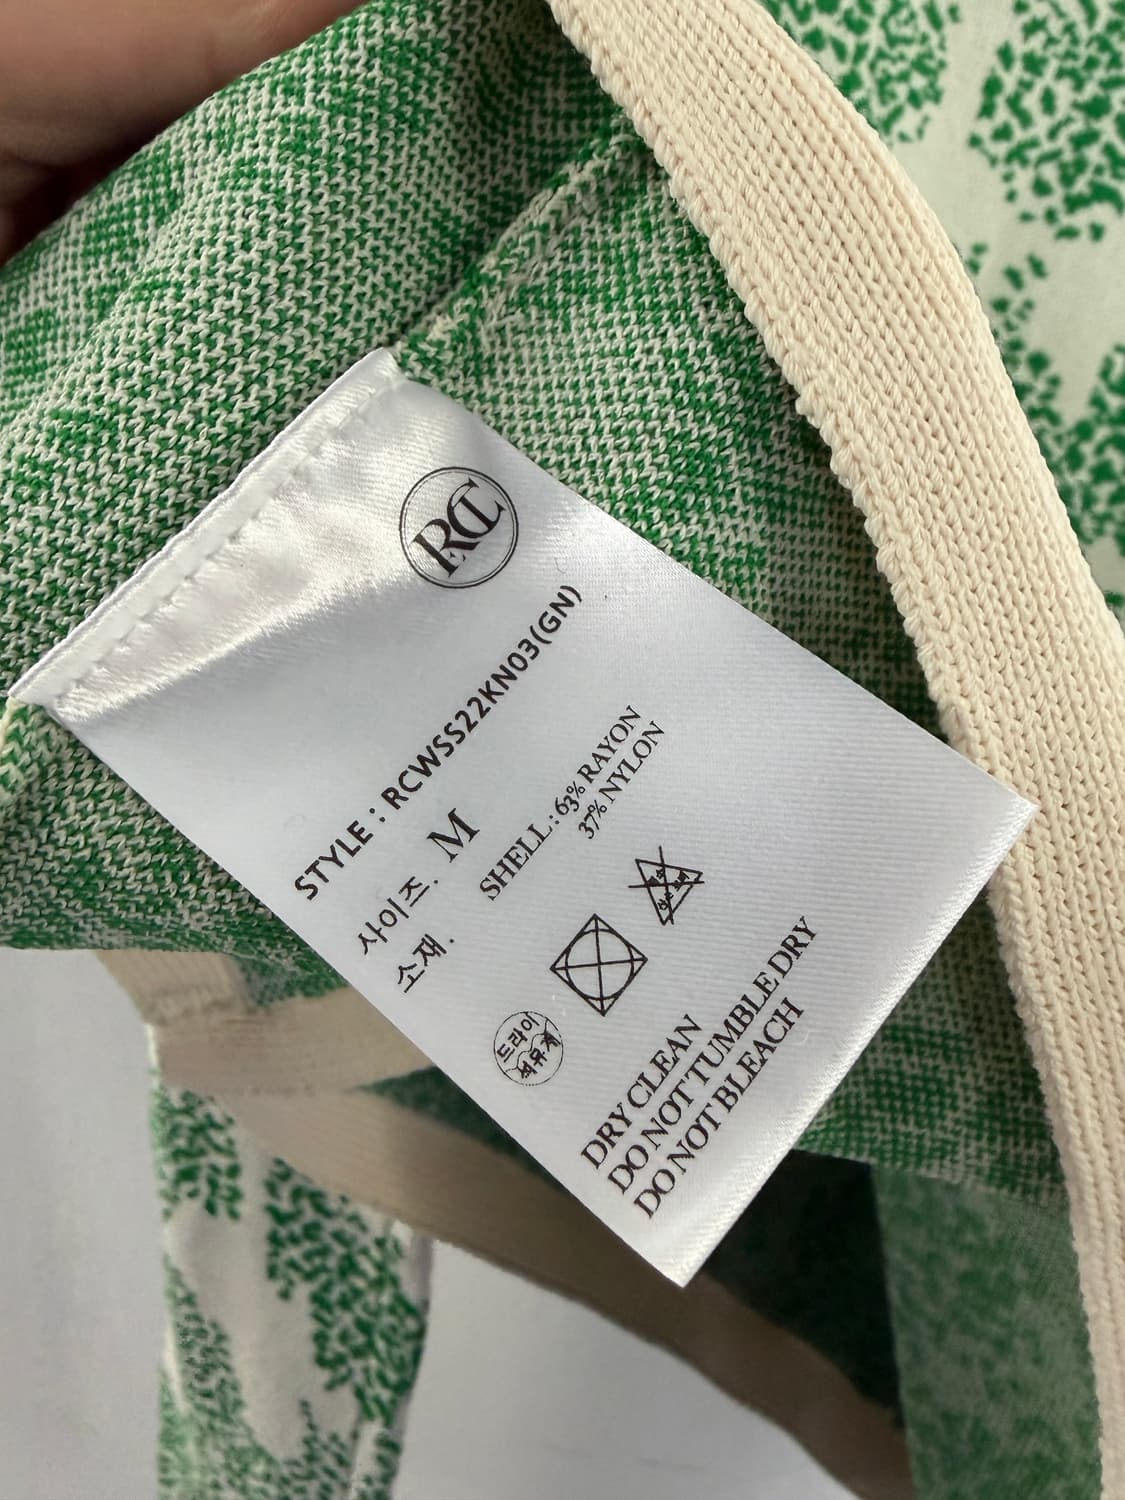 RCT
STYLE : RCWSS22KN03(GN)
사이즈. M
소재. SHELL : 63% RAYON
37% NYLON
드라이
DRY CLEAN
DO NOT TUMBLE DRY
DO NOT BLEACH